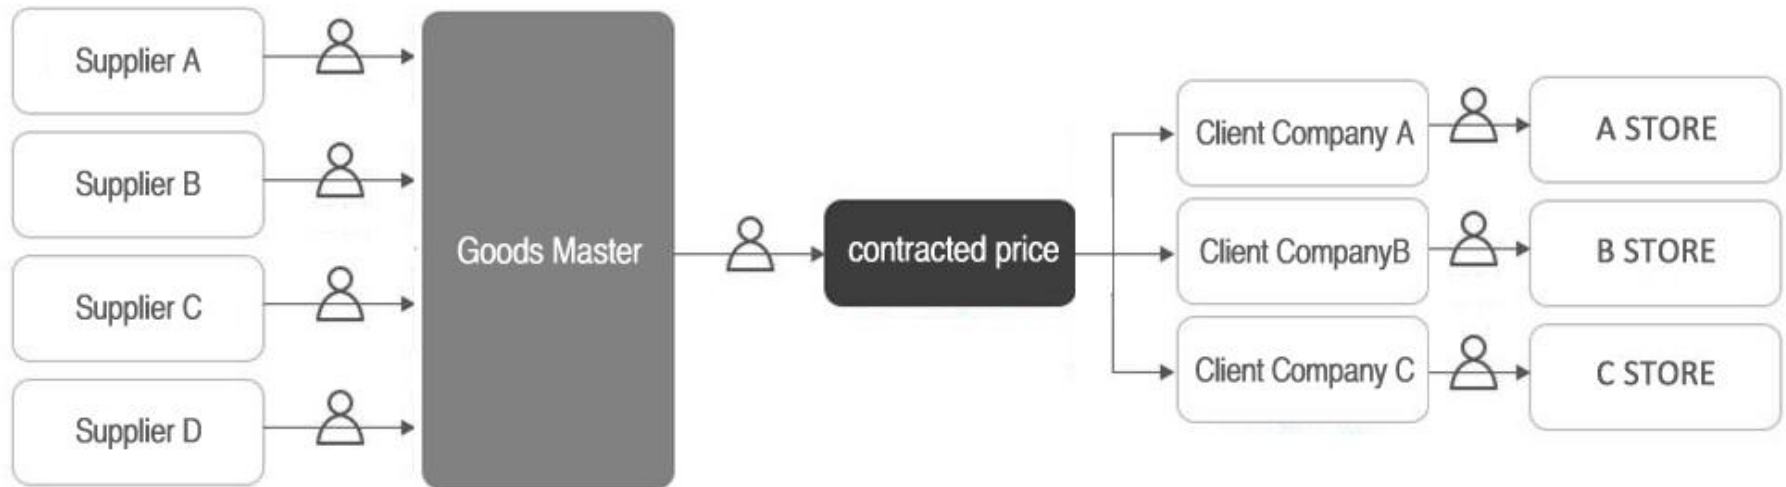 Supplier A
Supplier B
Supplier C
Supplier D
Goods Master
contracted price
Client Company A
Client CompanyB
Client Company C
A STORE
B STORE
C STORE